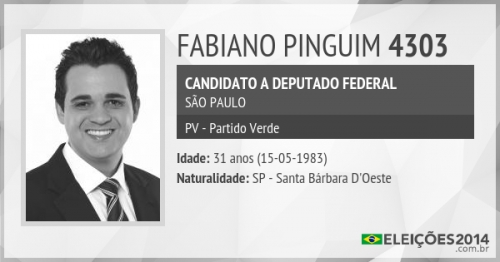 FABIANO PINGUIM 4303
CANDIDATO A DEPUTADO FEDERAL
SÃO PAULO
PV - Partido Verde
Idade: 31 anos (15-05-1983)
Naturalidade: SP - Santa Bárbara D'Oeste
ELEIÇÕES2014
.com.br